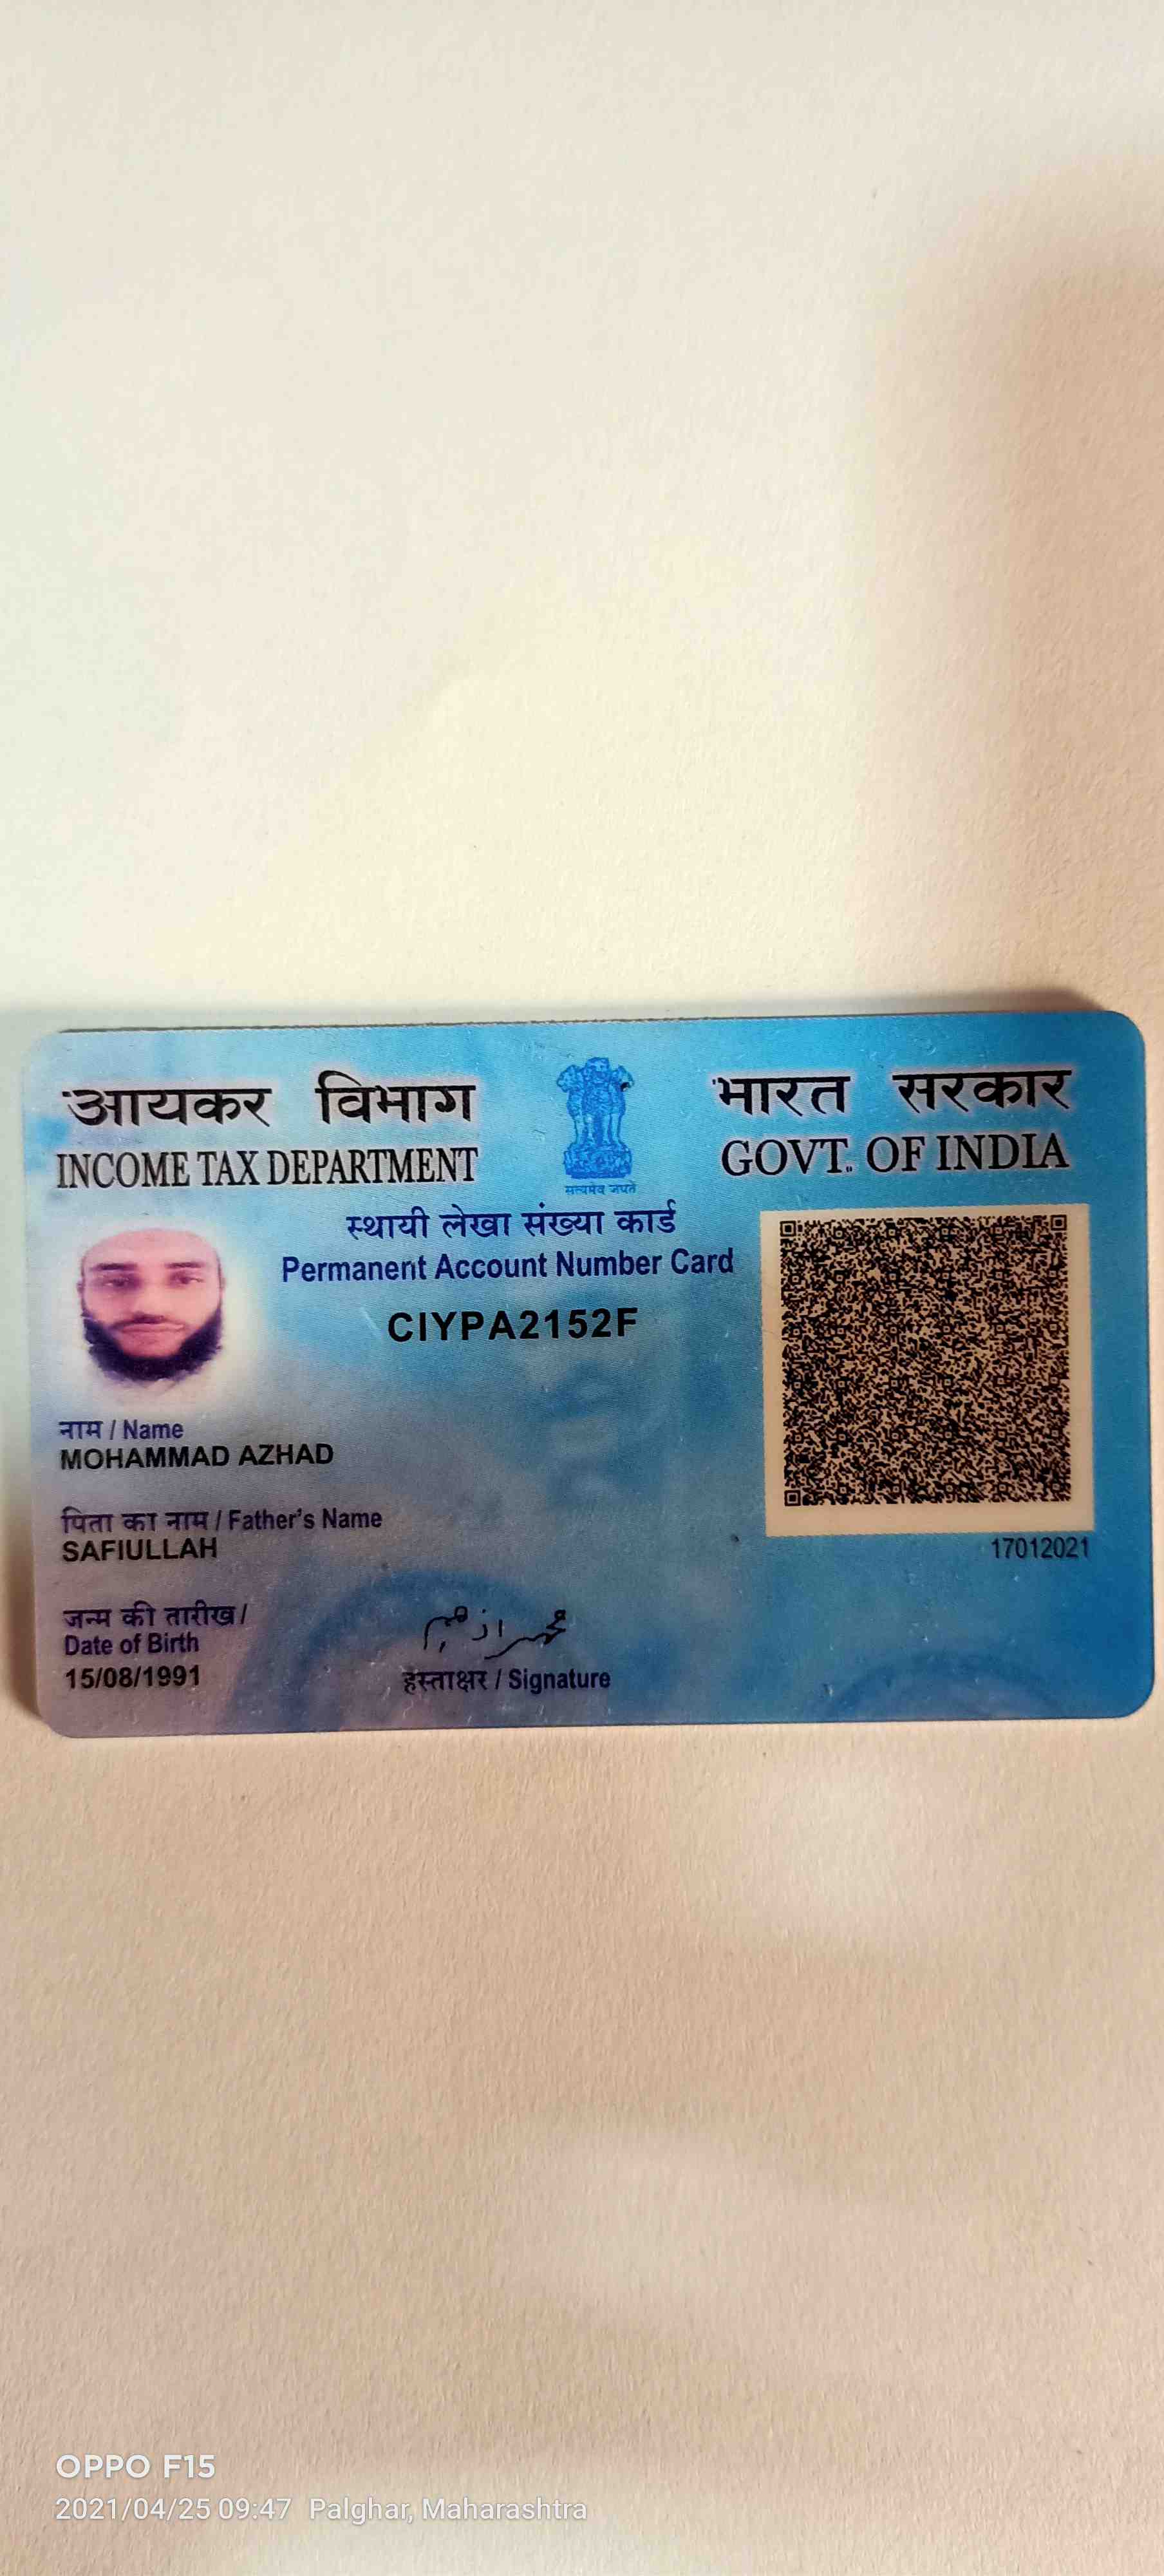 आयकर विभाग
INCOME TAX DEPARTMENT
सत्यमेव जयते
भारत सरकार
GOVT. OF INDIA
स्थायी लेखा संख्या कार्ड
Permanent Account Number Card
CIYPA2152F
नाम / Name
MOHAMMAD AZHAD
पिता का नाम / Father's Name
SAFIULLAH
17012021
जन्म की तारीख /
Date of Birth
15/08/1991
हस्ताक्षर / Signature
OPPO F15
2021/04/25 09:47 Palghar, Maharashtra